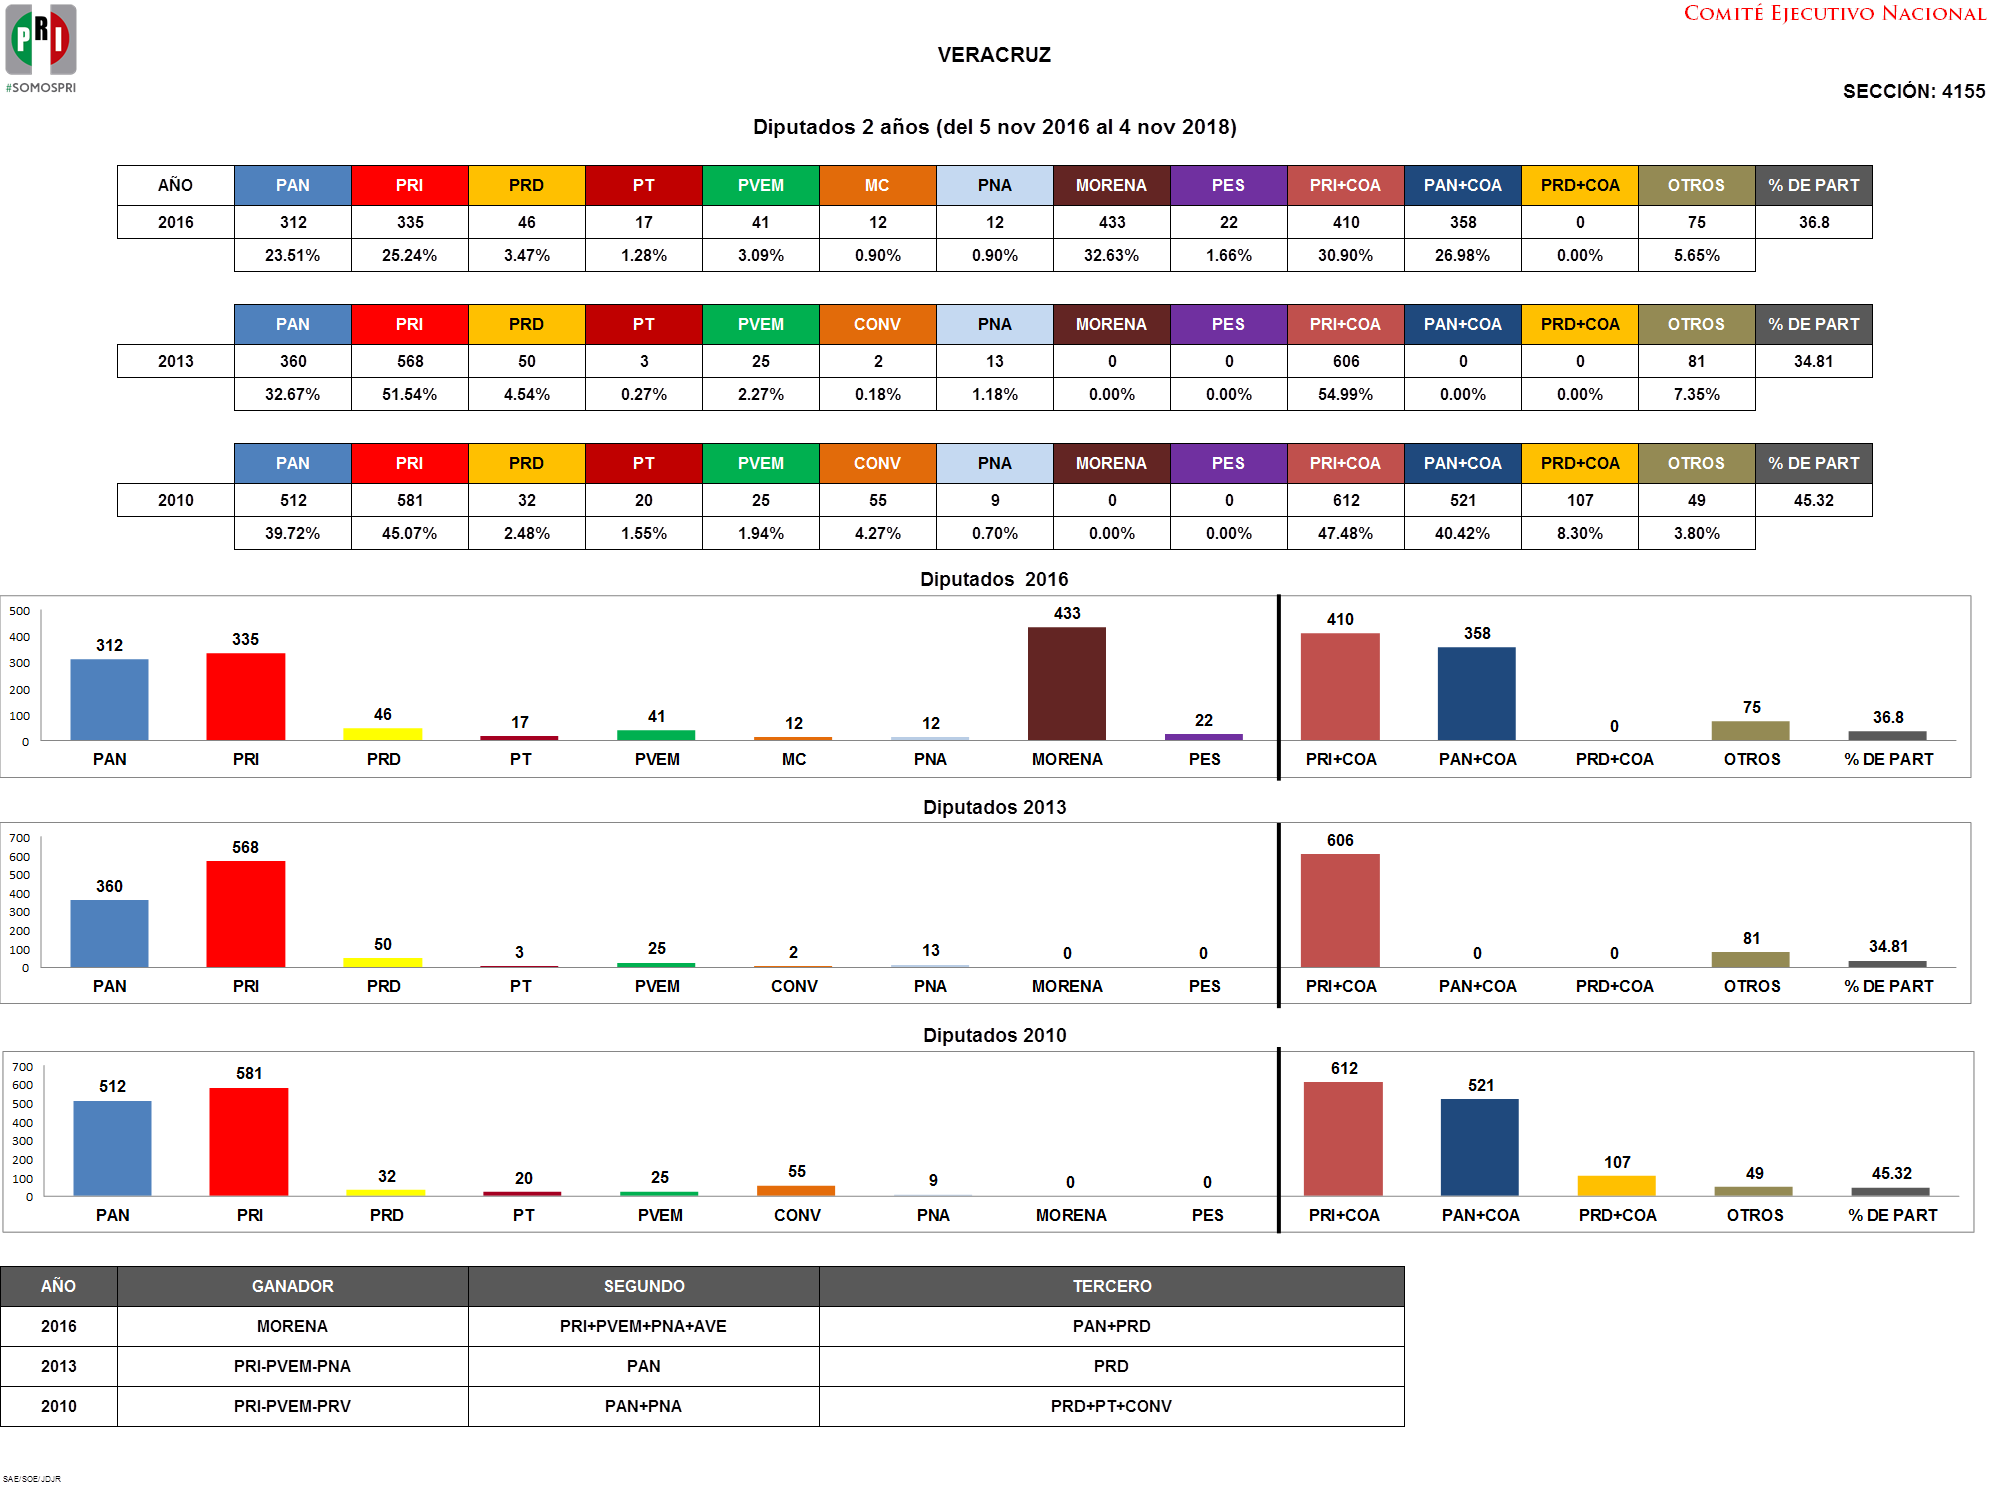 PRI
#SOMOSPRI
COMITÉ EJECUTIVO NACIONAL
VERACRUZ
SECCIÓN: 4155
Diputados 2 años (del 5 nov 2016 al 4 nov 2018)
AÑO PAN PRI PRD PT PVEM MC PNA MORENA PES PRI+COA PAN+COA PRD+COA OTROS % DE PART
2016 312 335 46 17 41 12 12 433 22 410 358 0 75 36.8
23.51% 25.24% 3.47% 1.28% 3.09% 0.90% 0.90% 32.63% 1.66% 30.90% 26.98% 0.00% 5.65%
PAN PRI PRD PT PVEM CONV PNA MORENA PES PRI+COA PAN+COA PRD+COA OTROS % DE PART
2013 360 568 50 3 25 2 13 0 0 606 0 0 81 34.81
32.67% 51.54% 4.54% 0.27% 2.27% 0.18% 1.18% 0.00% 0.00% 54.99% 0.00% 0.00% 7.35%
PAN PRI PRD PT PVEM CONV PNA MORENA PES PRI+COA PAN+COA PRD+COA OTROS % DE PART
2010 512 581 32 20 25 55 9 0 0 612 521 107 49 45.32
39.72% 45.07% 2.48% 1.55% 1.94% 4.27% 0.70% 0.00% 0.00% 47.48% 40.42% 8.30% 3.80%
Diputados 2016
500
400
300
200
100
0
312 335 46 17 41 12 12 433 22 410 358 0 75 36.8
PAN PRI PRD PT PVEM MC PNA MORENA PES PRI+COA PAN+COA PRD+COA OTROS % DE PART
Diputados 2013
700
600
500
400
300
200
100
0
360 568 50 3 25 2 13 0 0 606 0 0 81 34.81
PAN PRI PRD PT PVEM CONV PNA MORENA PES PRI+COA PAN+COA PRD+COA OTROS % DE PART
Diputados 2010
700
600
500
400
300
200
100
0
512 581 32 20 25 55 9 0 0 612 521 107 49 45.32
PAN PRI PRD PT PVEM CONV PNA MORENA PES PRI+COA PAN+COA PRD+COA OTROS % DE PART
AÑO GANADOR SEGUNDO TERCERO
2016 MORENA PRI+PVEM+PNA+AVE PAN+PRD
2013 PRI-PVEM-PNA PAN PRD
2010 PRI-PVEM-PRV PAN+PNA PRD+PT+CONV
SAE/SOE/JDJR